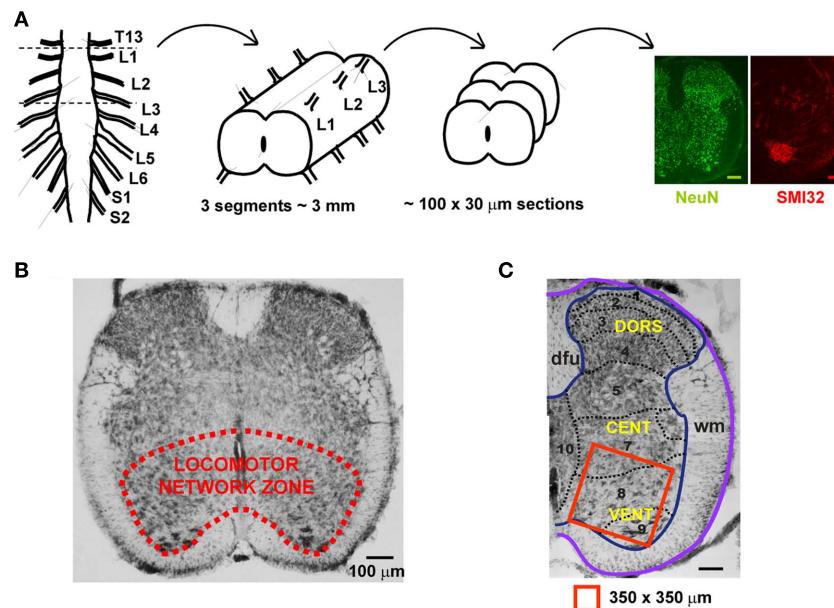 A
T13
L1
L2
L3
L4
L5
L6
S1
S2
L1
L2
L3
3 segments ~ 3 mm
~ 100 x 30 μm sections
NeuN
SMI32
B
LOCOMOTOR
NETWORK ZONE
100 μm
C
1
2
3
DORS
4
dfu
5
wm
CENT
10
7
8
VENT
9
350 x 350 μm